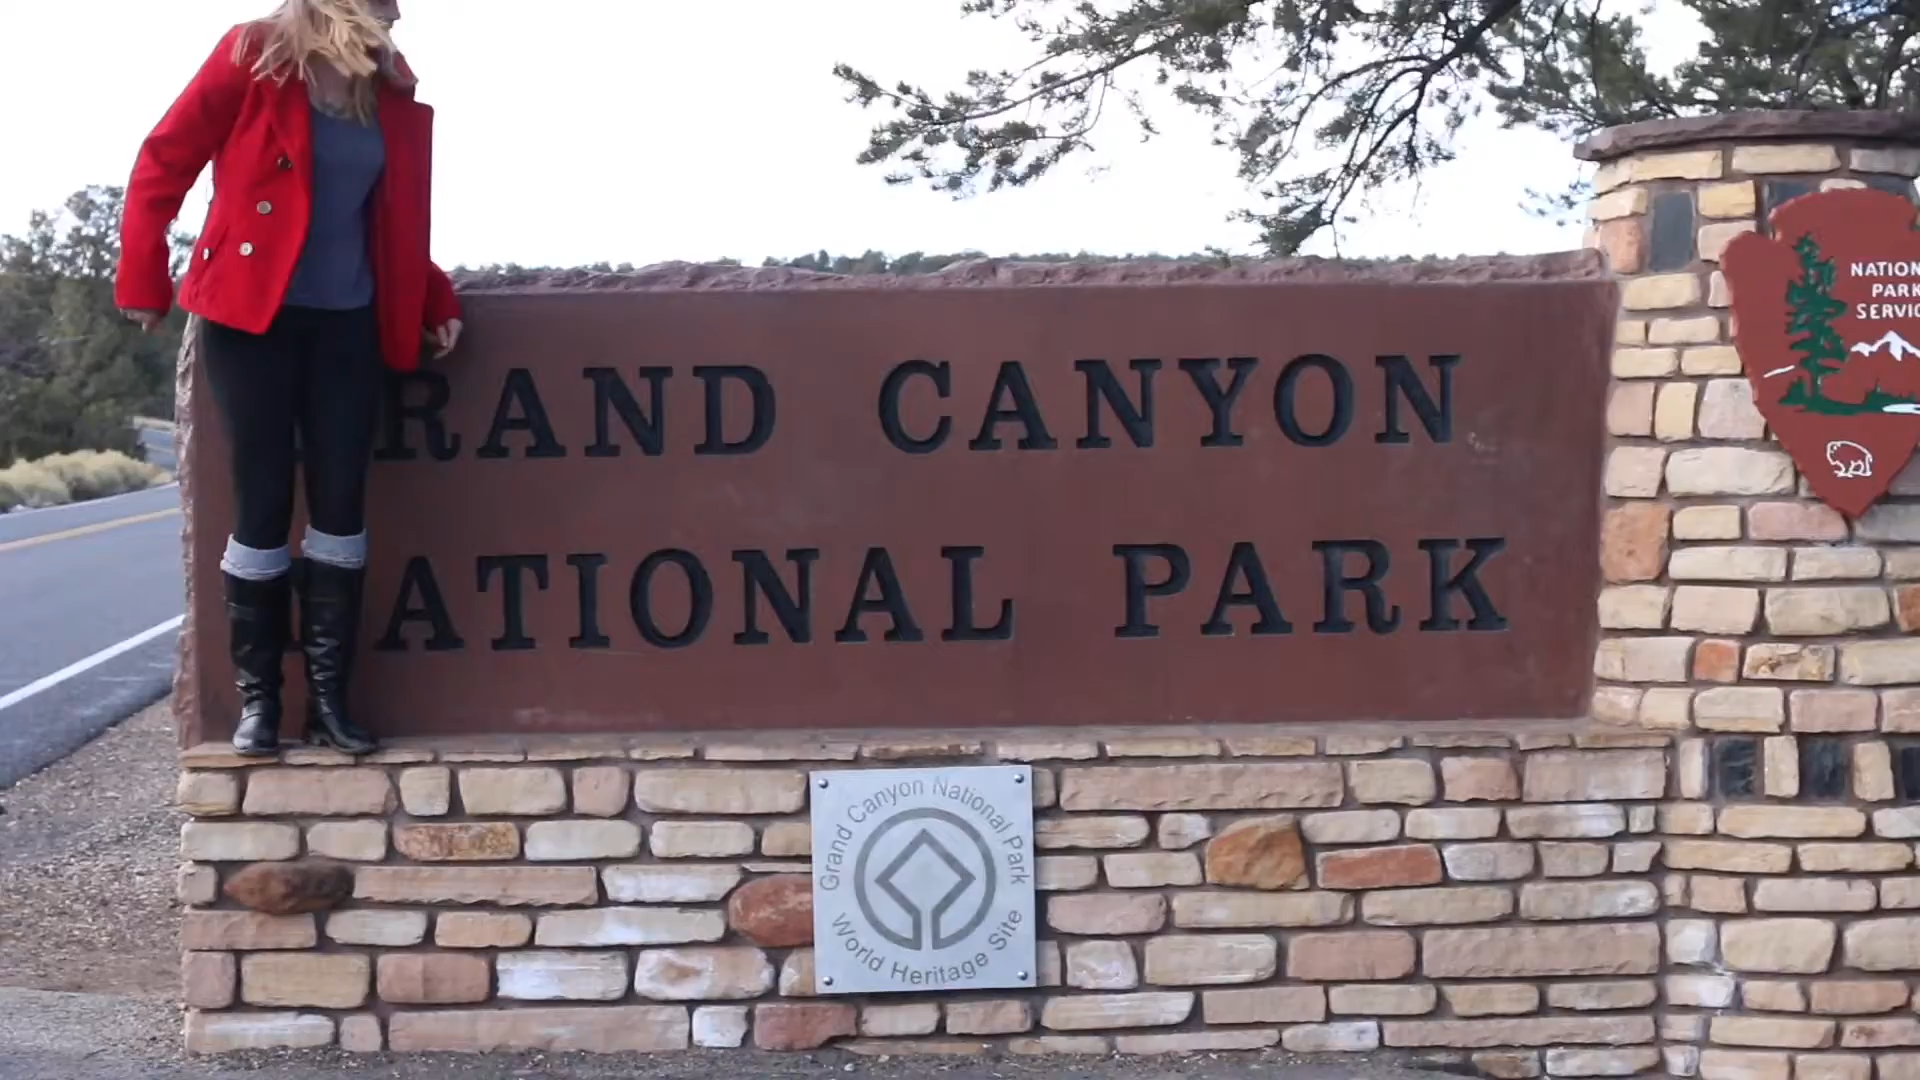 RAND CANYON
ATIONAL PARK
NATION
PARK
SERVIC
Grand Canyon National Park
World Heritage Site